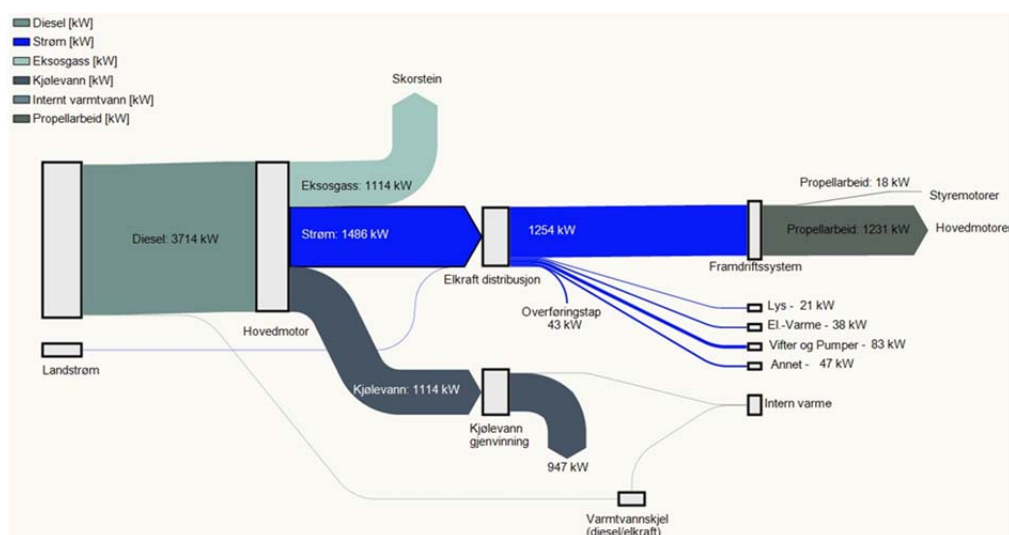 Diesel [kW]
Strøm [kW]
Eksosgass [kW]
Kjølevann [kW]
Internt varmtvann [kW]
Propellarbeid [kW]
Skorstein
Eksosgass: 1114 kW
Propellarbeid: 18 kW
Styremotorer
Diesel: 3714 kW
Strøm: 1486 kW
1254 kW
Propellarbeid: 1231 kW
Hovedmotorer
Framdriftssystem
Elkraft distribusjon
Overføringstap
43 kW
Lys - 21 kW
El.-Varme - 38 kW
Vifter og Pumper - 83 kW
Annet - 47 kW
Hovedmotor
Landstrøm
Kjølevann: 1114 kW
Intern varme
Kjølevann
gjenvinning
947 kW
Varmtvannskjel
(diesel/elkraft)